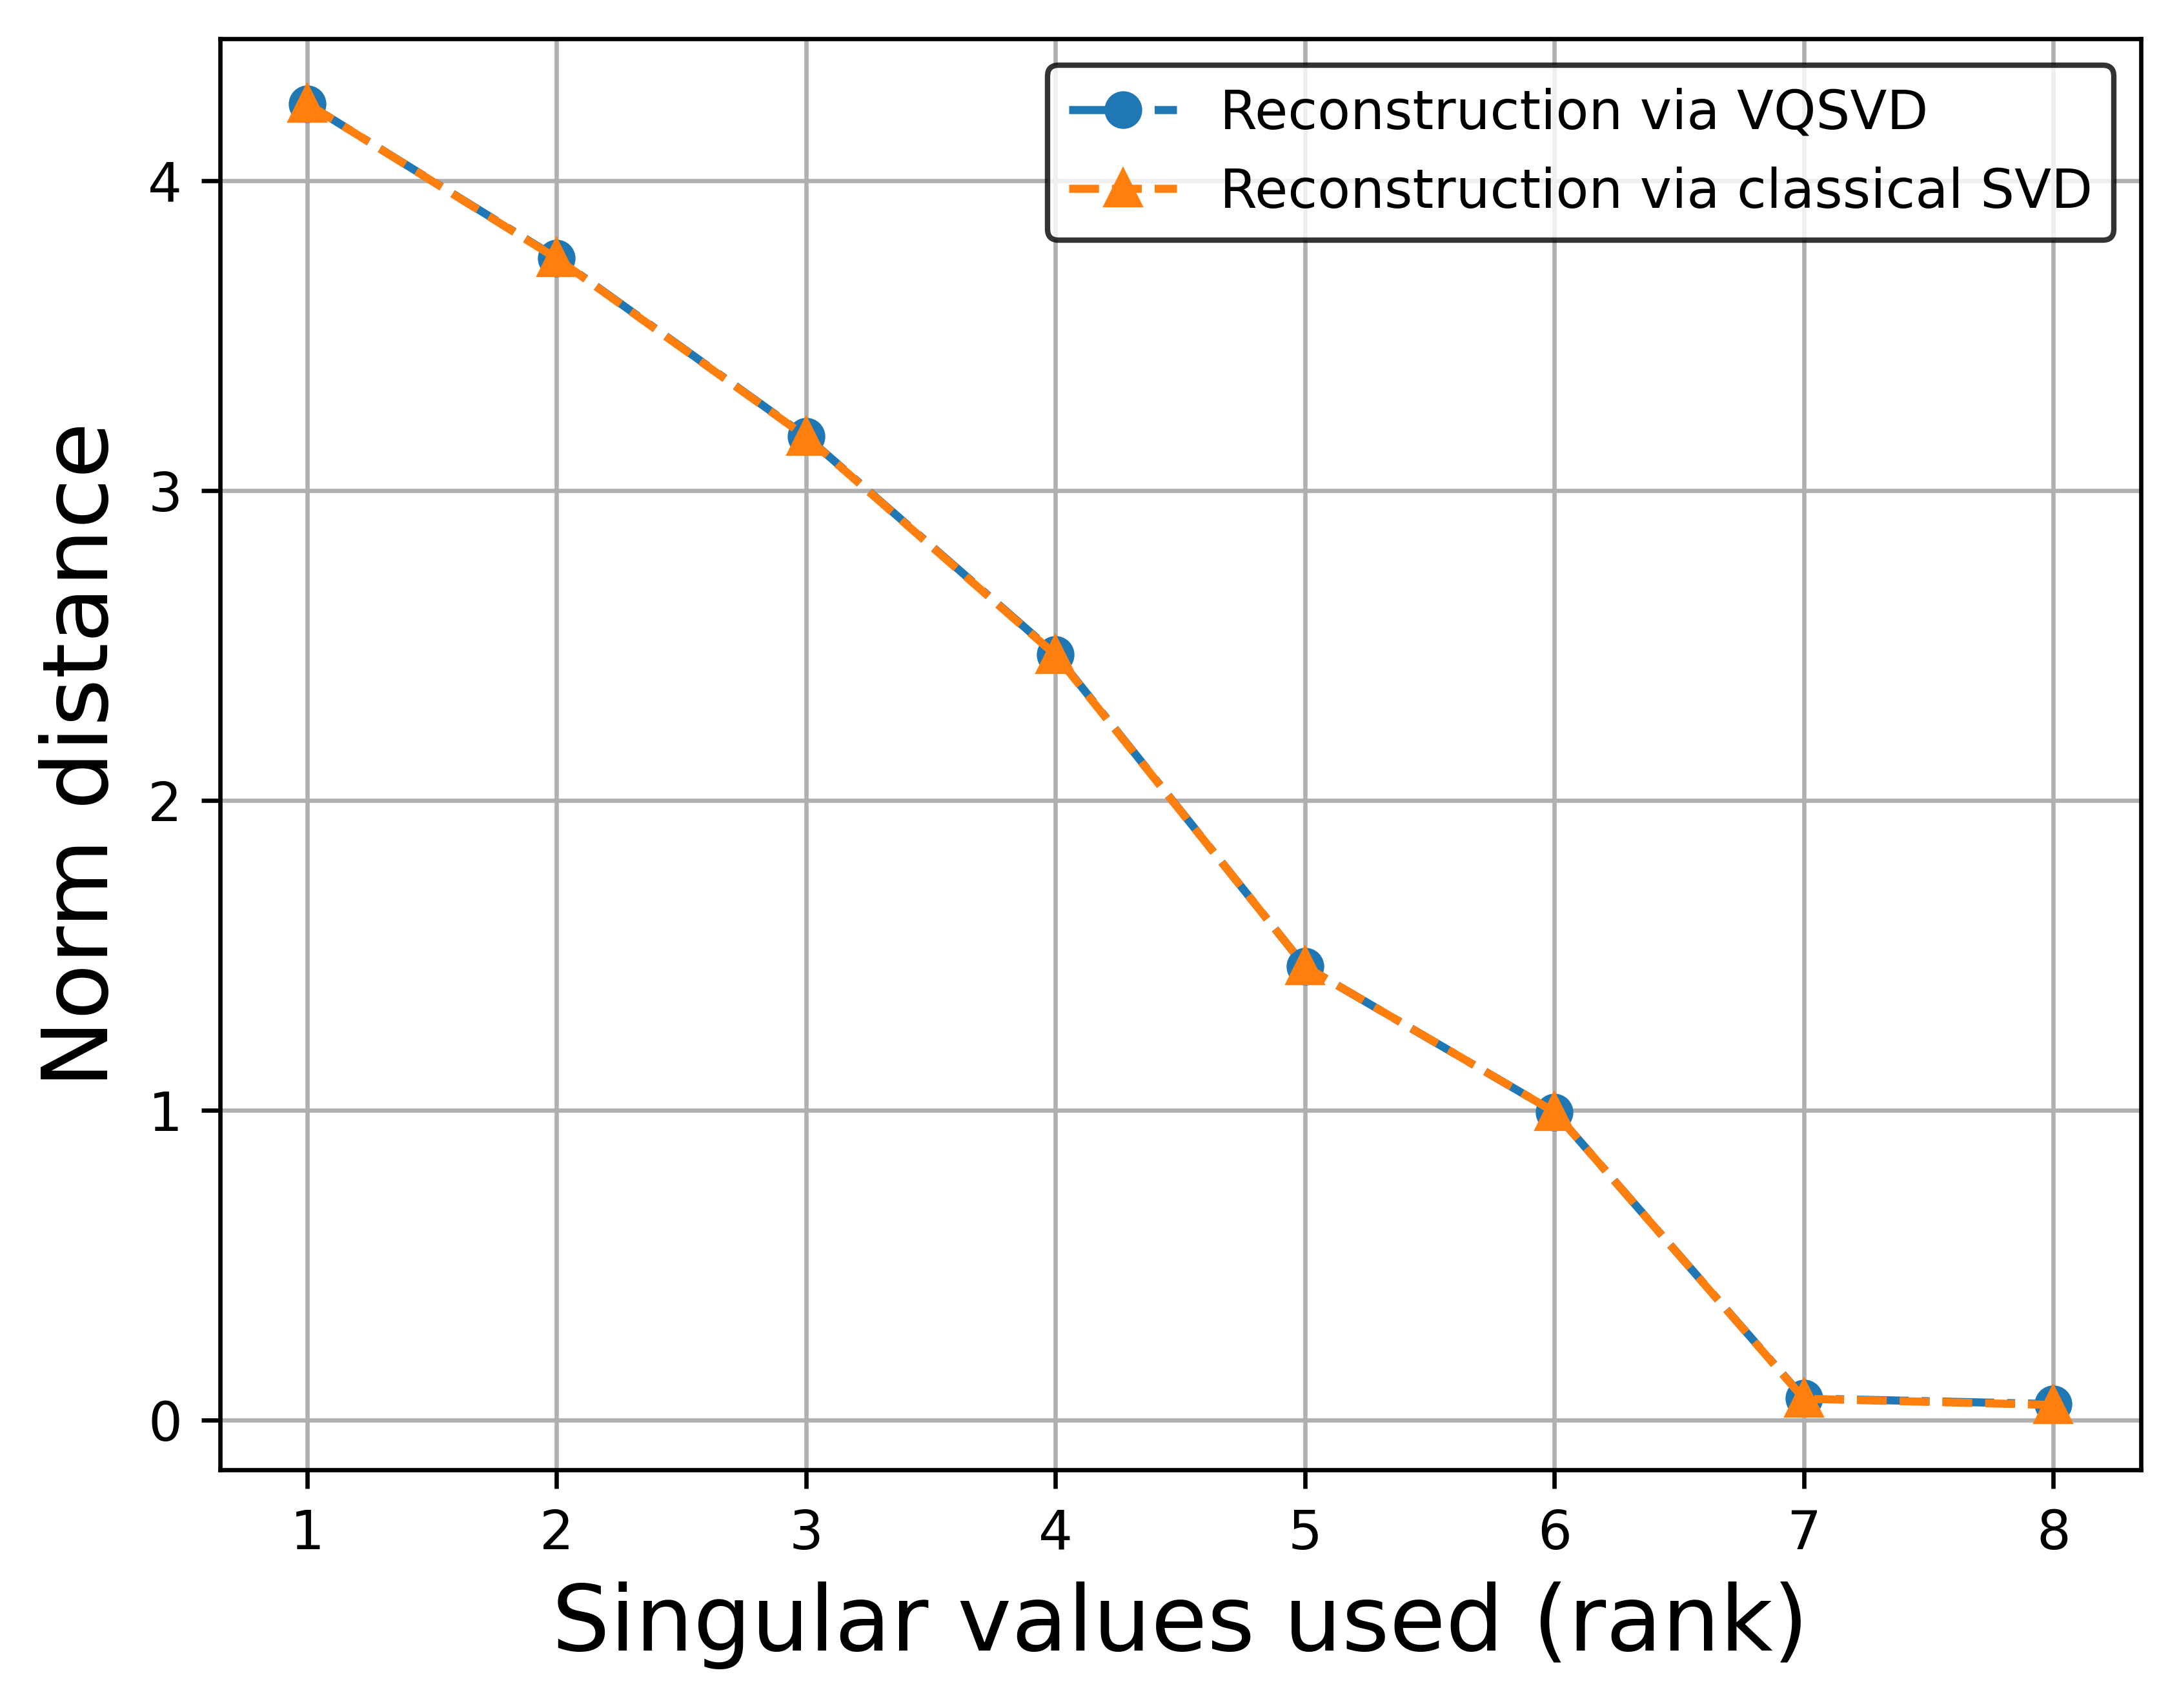 Reconstruction via VQSVD
Reconstruction via classical SVD
Norm distance
4
3
2
1
0
1 2 3 4 5 6 7 8
Singular values used (rank)